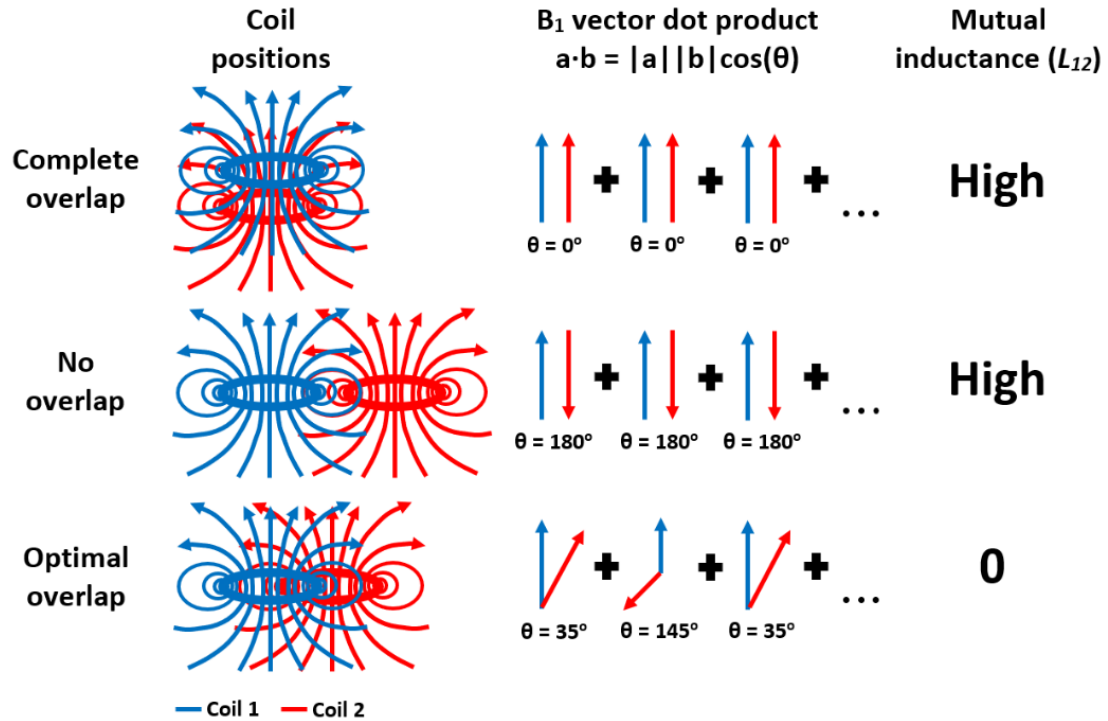 Coil
positions
B₁ vector dot product
a·b = |a||b|cos(θ)
Mutual
inductance (L₁₂)
Complete
overlap
θ = 0° θ = 0° θ = 0°
...
High
No
overlap
θ = 180° θ = 180° θ = 180°
...
High
Optimal
overlap
θ = 35° θ = 145° θ = 35°
...
0
Coil 1 Coil 2